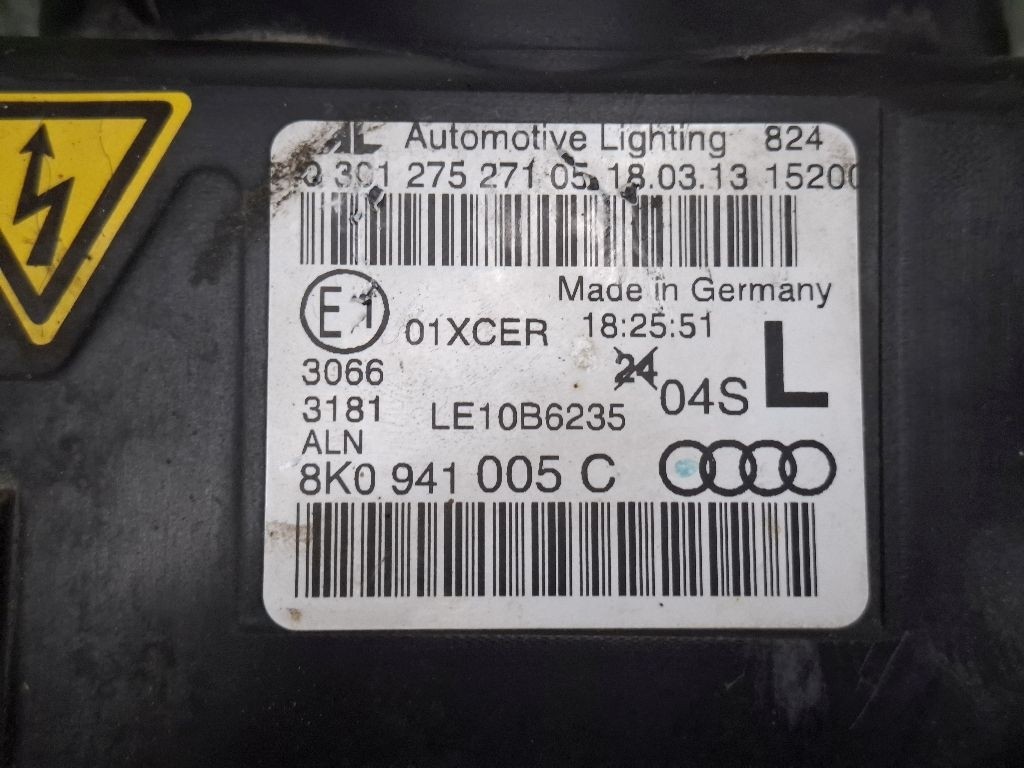 AL Automotive Lighting 824
0 301 275 271 05 18.03.13 15200
Made in Germany
E1 01XCER 18:25:51
3066 24 04S L
3181 LE10B6235
ALN
8K0 941 005 C